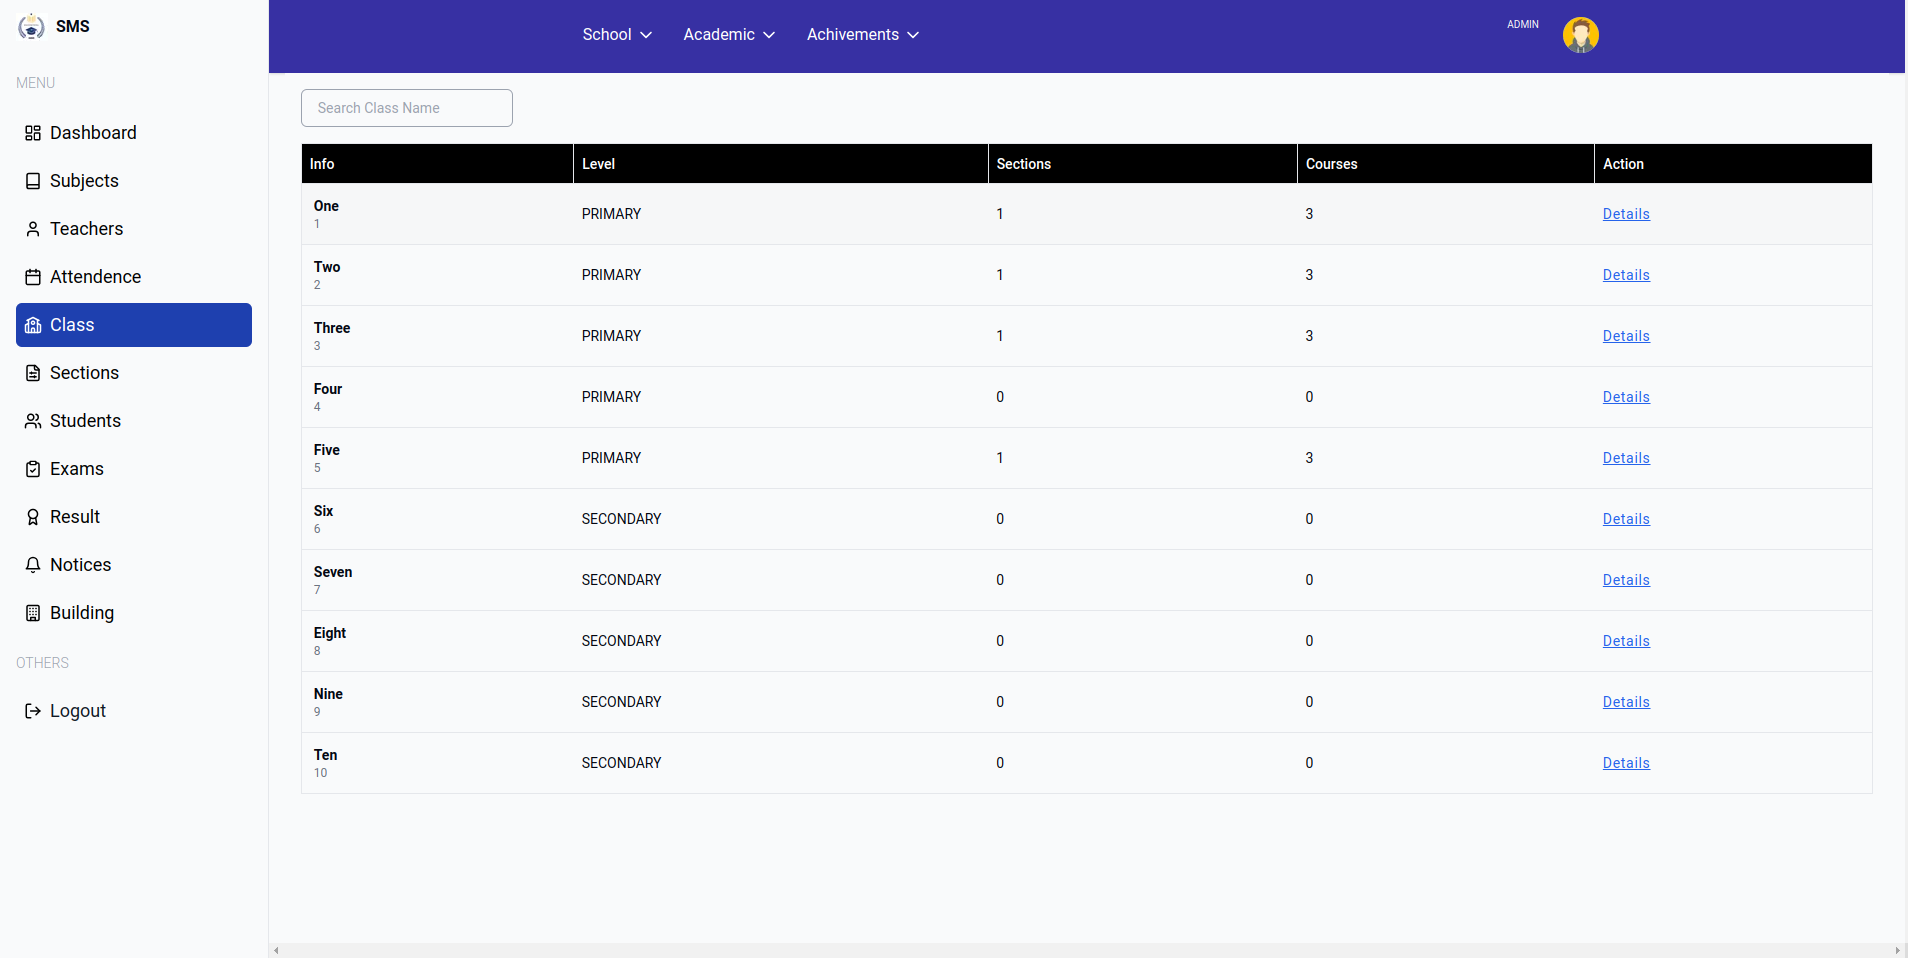 SMS
MENU
Dashboard
Subjects
Teachers
Attendence
Class
Sections
Students
Exams
Result
Notices
Building
OTHERS
Logout
School Academic Achivements ADMIN
Search Class Name
Info Level Sections Courses Action
One
1
PRIMARY 1 3 Details
Two
2
PRIMARY 1 3 Details
Three
3
PRIMARY 1 3 Details
Four
4
PRIMARY 0 0 Details
Five
5
PRIMARY 1 3 Details
Six
6
SECONDARY 0 0 Details
Seven
7
SECONDARY 0 0 Details
Eight
8
SECONDARY 0 0 Details
Nine
9
SECONDARY 0 0 Details
Ten
10
SECONDARY 0 0 Details